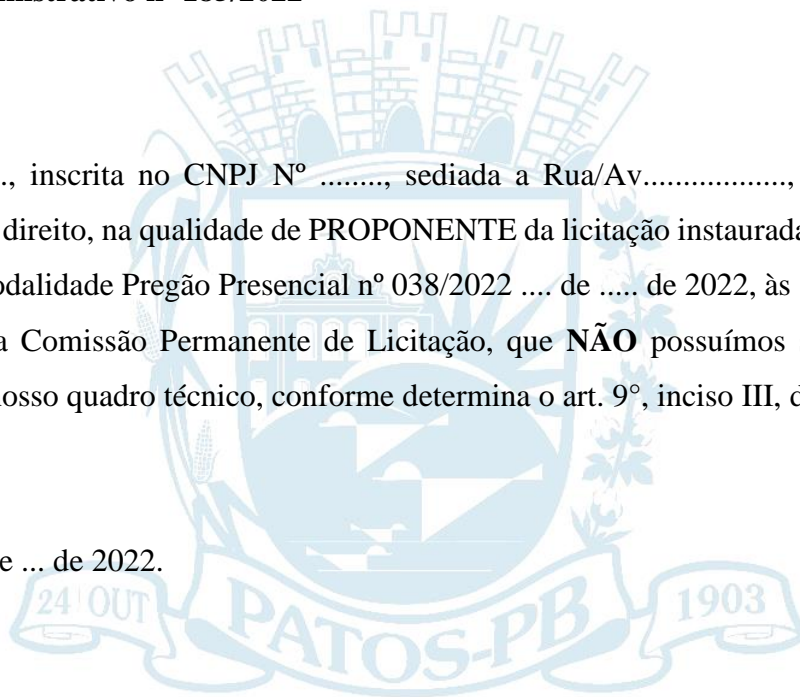 ., inscrita no CNPJ Nº ........, sediada a Rua/Av.................,
direito, na qualidade de PROPONENTE da licitação instaurada
Pregão Presencial nº 038/2022 .... de ..... de 2022, às
a Comissão Permanente de Licitação, que NÃO possuímos
osso quadro técnico, conforme determina o art. 9°, inciso III, d
e ... de 2022.
24 OUT PATOS-PB 1903